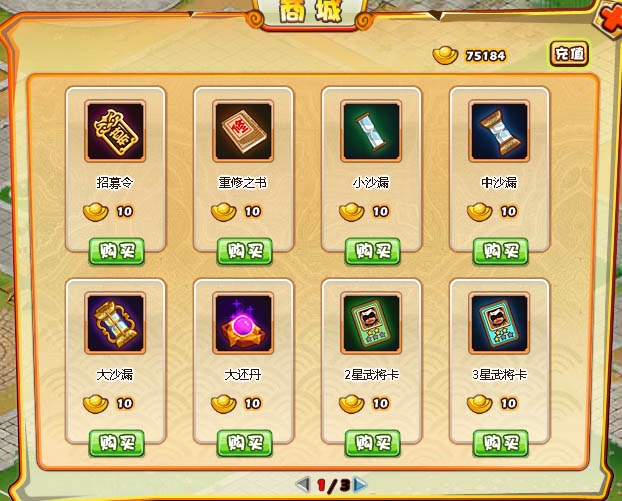 商城
75184 充值
招募令 重修之书 小沙漏 中沙漏
10 10 10 10
购买 购买 购买 购买
大沙漏 大还丹 2星武将卡 3星武将卡
10 10 10 10
购买 购买 购买 购买
1/3